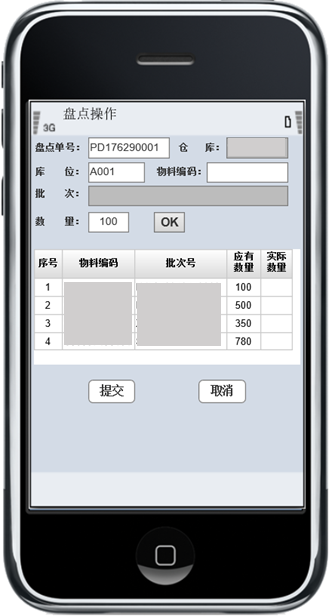 盘点操作
3G
盘点单号： PD176290001 仓 库：
库 位： A001 物料编码：
批 次：
数 量： 100 OK
序号 物料编码 批次号 应有数量 实际数量
1 100
2 500
3 350
4 780
提交 取消